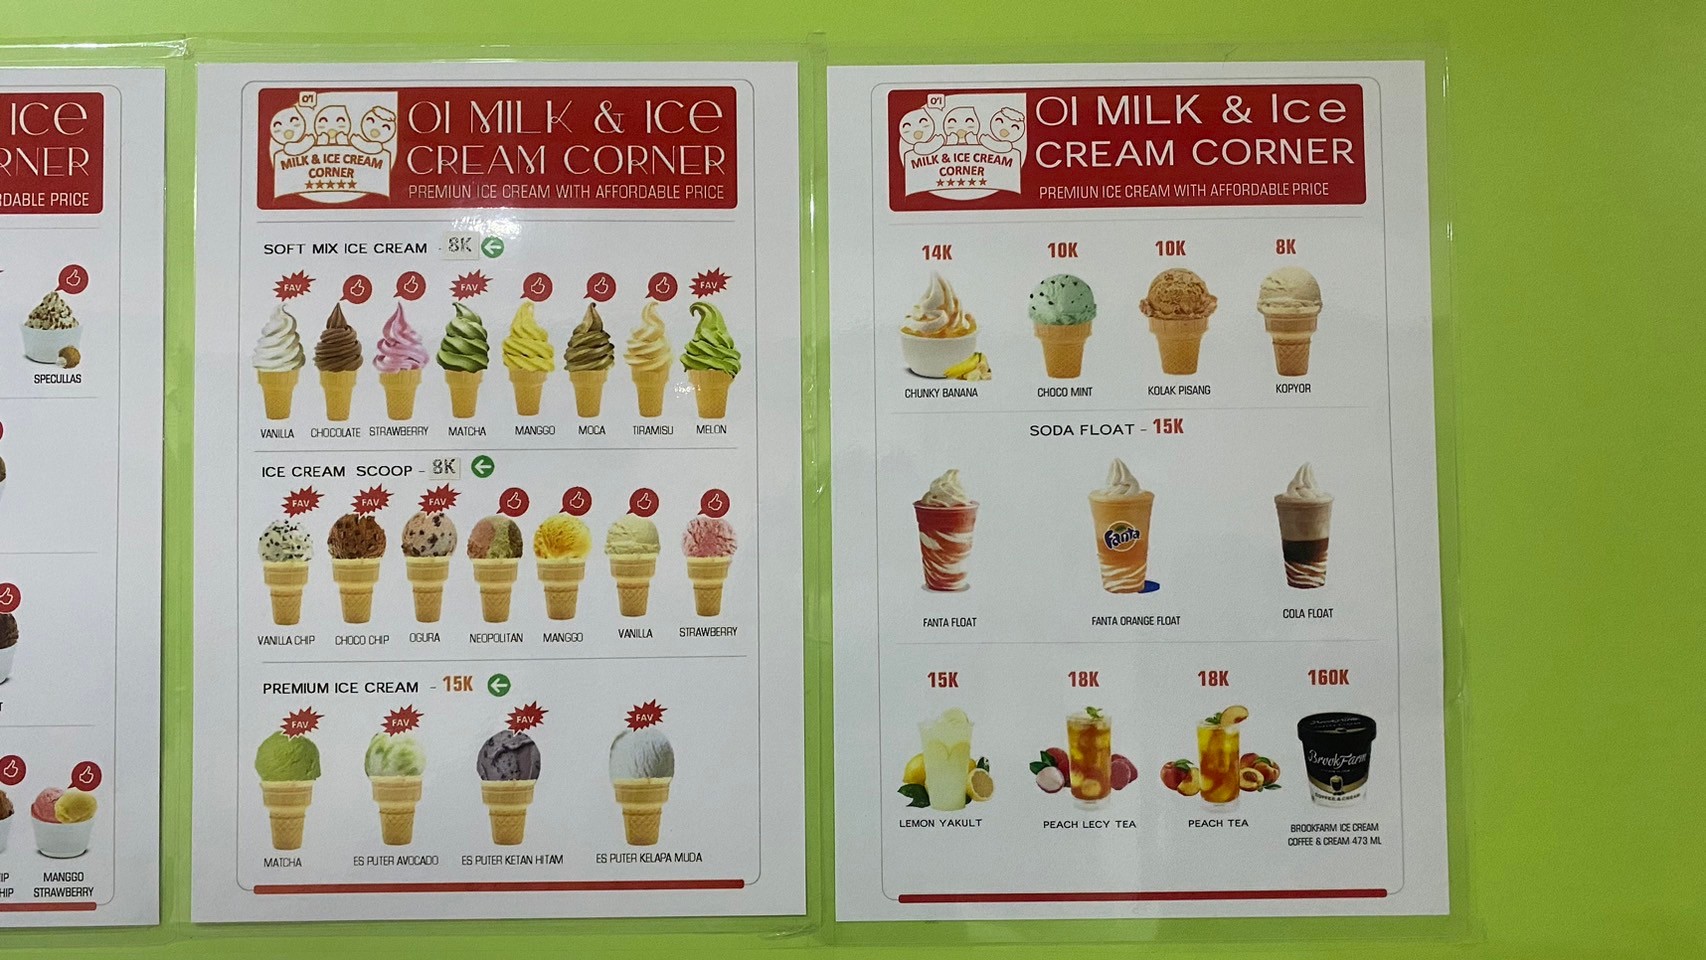 ICE
RNER
RDABLE PRICE
SPECULLAS
MANGGO
STRAWBERRY
O'I
MILK & ICE CREAM
CORNER
OI MILK & ICE
CREAM CORNER
PREMIUN ICE CREAM WITH AFFORDABLE PRICE
SOFT MIX ICE CREAM - 8K
FAV FAV FAV
VANILLA CHOCOLATE STRAWBERRY MATCHA MANGGO MOCA TIRAMISU MELON
ICE CREAM SCOOP - 8K
FAV FAV FAV
VANILLA CHIP CHOCO CHIP OGURA NEOPOLITAN MANGGO VANILLA STRAWBERRY
PREMIUM ICE CREAM - 15K
FAV FAV FAV FAV
MATCHA ES PUTER AVOCADO ES PUTER KETAN HITAM ES PUTER KELAPA MUDA
O'I
MILK & ICE CREAM
CORNER
OI MILK & Ice
CREAM CORNER
PREMIUN ICE CREAM WITH AFFORDABLE PRICE
14K 10K 10K 8K
CHUNKY BANANA CHOCO MINT KOLAK PISANG KOPYOR
SODA FLOAT - 15K
Fanta
FANTA FLOAT FANTA ORANGE FLOAT COLA FLOAT
15K 18K 18K 160K
BrookFarm
COFFEE & CREAM
LEMON YAKULT PEACH LECY TEA PEACH TEA BROOKFARM ICE CREAM
COFFEE & CREAM 473 ML